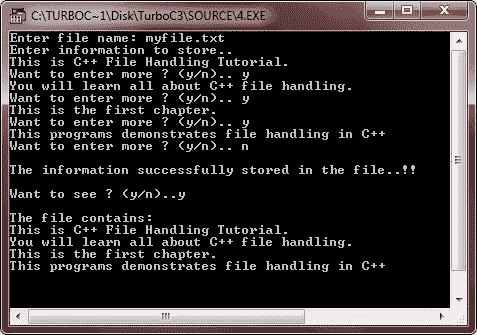 C:\TURBOC~1\Disk\TurboC3\SOURCE\4.EXE
Enter file name: myfile.txt
Enter information to store..
This is C++ File Handling Tutorial.
Want to enter more ? (y/n).. y
You will learn all about C++ file handling.
Want to enter more ? (y/n).. y
This is the first chapter.
Want to enter more ? (y/n).. y
This programs demonstrates file handling in C++
Want to enter more ? (y/n).. n
The information successfully stored in the file..!!
Want to see ? (y/n)..y
The file contains:
This is C++ File Handling Tutorial.
You will learn all about C++ file handling.
This is the first chapter.
This programs demonstrates file handling in C++